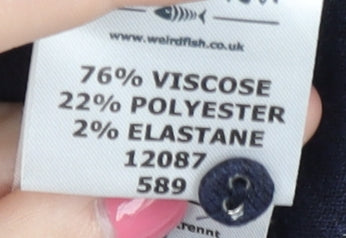 www.weirdfish.co.uk
76% VISCOSE
22% POLYESTER
2% ELASTANE
12087
589